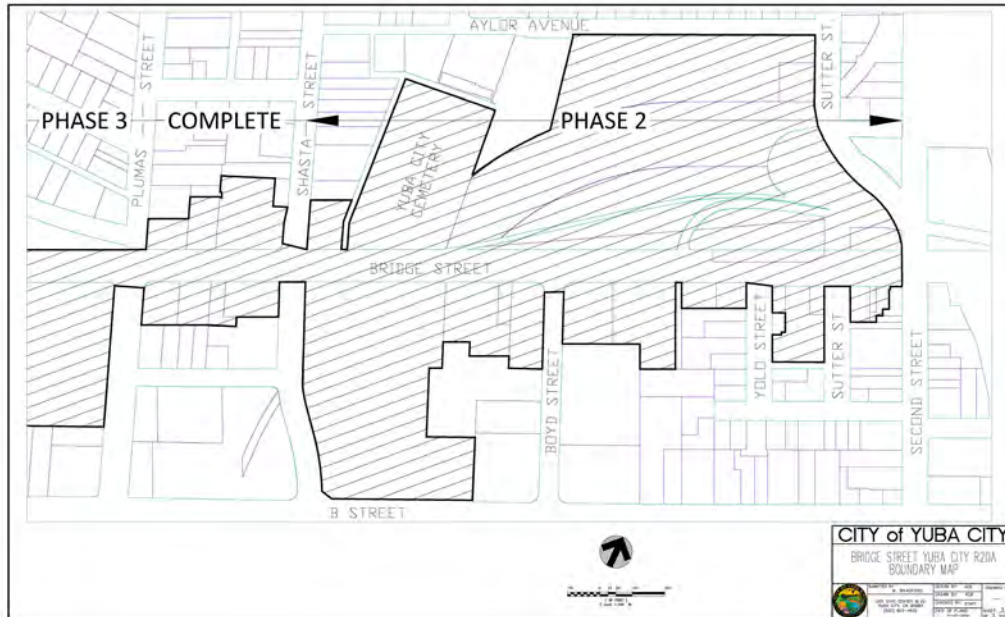 AYLOR AVENUE
SUTTER ST.
PLUMAS STREET
SHASTA STREET
PHASE 3
COMPLETE
PHASE 2
YUBA CITY
CEMETERY
BRIDGE STREET
BOYD STREET
YOLO STREET
SUTTER ST.
SECOND STREET
B STREET
CITY of YUBA CITY
BRIDGE STREET YUBA CITY R20A
BOUNDARY MAP